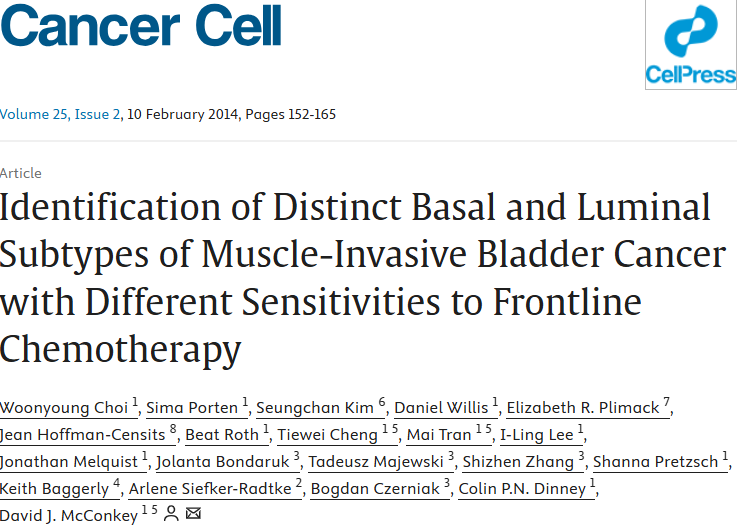 Cancer Cell
CellPress
Volume 25, Issue 2, 10 February 2014, Pages 152-165
Article
Identification of Distinct Basal and Luminal
Subtypes of Muscle-Invasive Bladder Cancer
with Different Sensitivities to Frontline
Chemotherapy
Woonyoung Choi 1, Sima Porten 1, Seungchan Kim 6, Daniel Willis 1, Elizabeth R. Plimack 7,
Jean Hoffman-Censits 8, Beat Roth 1, Tiewei Cheng 1 5, Mai Tran 1 5, I-Ling Lee 1,
Jonathan Melquist 1, Jolanta Bondaruk 3, Tadeusz Majewski 3, Shizhen Zhang 3, Shanna Pretzsch 1,
Keith Baggerly 4, Arlene Siefker-Radtke 2, Bogdan Czerniak 3, Colin P.N. Dinney 1,
David J. McConkey 1 5